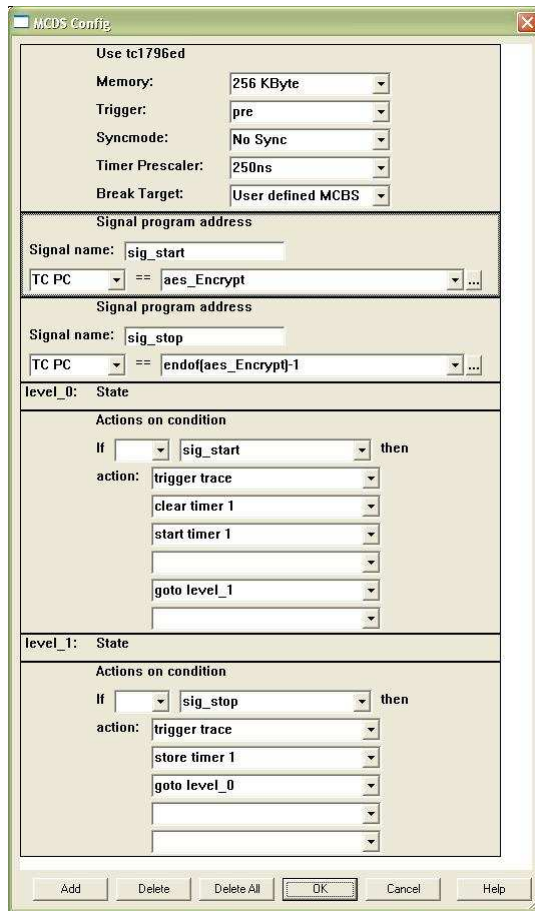 MCDS Config
Use tc1796ed
Memory: 256 KByte
Trigger: pre
Syncmode: No Sync
Timer Prescaler: 250ns
Break Target: User defined MCBS
Signal program address
Signal name: sig_start
TC PC == aes_Encrypt ...
Signal program address
Signal name: sig_stop
TC PC == endof(aes_Encrypt)-1 ...
level_0: State
Actions on condition
If sig_start then
action: trigger trace
clear timer 1
start timer 1
goto level_1
level_1: State
Actions on condition
If sig_stop then
action: trigger trace
store timer 1
goto level_0
Add Delete Delete All OK Cancel Help